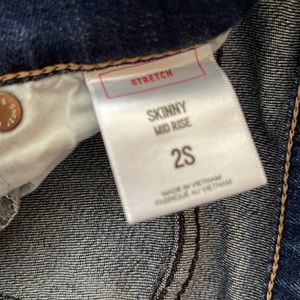 STRETCH
SKINNY
MID RISE
2S
MADE IN VIETNAM
FABRIQUÉ AU VIETNAM